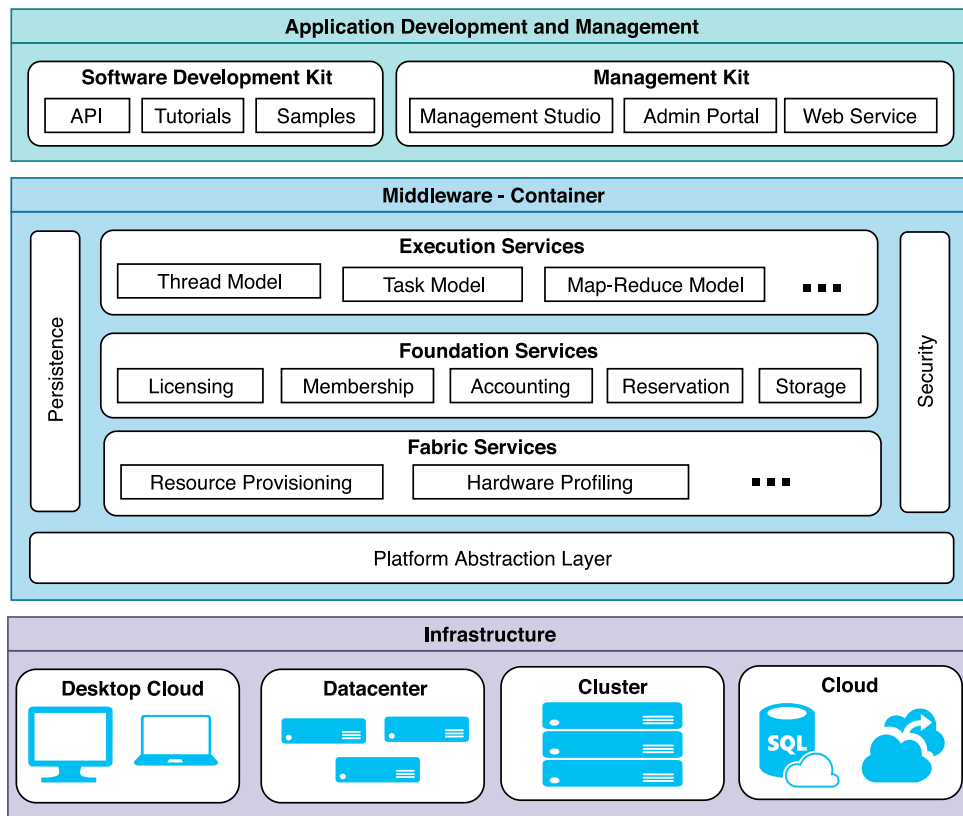 Application Development and Management
Software Development Kit
API
Tutorials
Samples
Management Kit
Management Studio
Admin Portal
Web Service
Middleware - Container
Persistence
Execution Services
Thread Model
Task Model
Map-Reduce Model
Foundation Services
Licensing
Membership
Accounting
Reservation
Storage
Fabric Services
Resource Provisioning
Hardware Profiling
Security
Platform Abstraction Layer
Infrastructure
Desktop Cloud
Datacenter
Cluster
Cloud
SQL